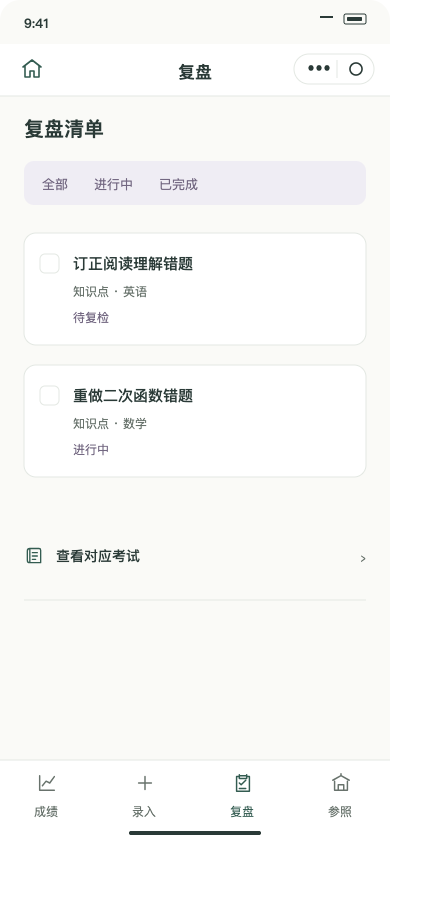 9:41
复盘
复盘清单
全部 进行中 已完成
订正阅读理解错题
知识点 · 英语
待复检
重做二次函数错题
知识点 · 数学
进行中
查看对应考试
成绩 录入 复盘 参照